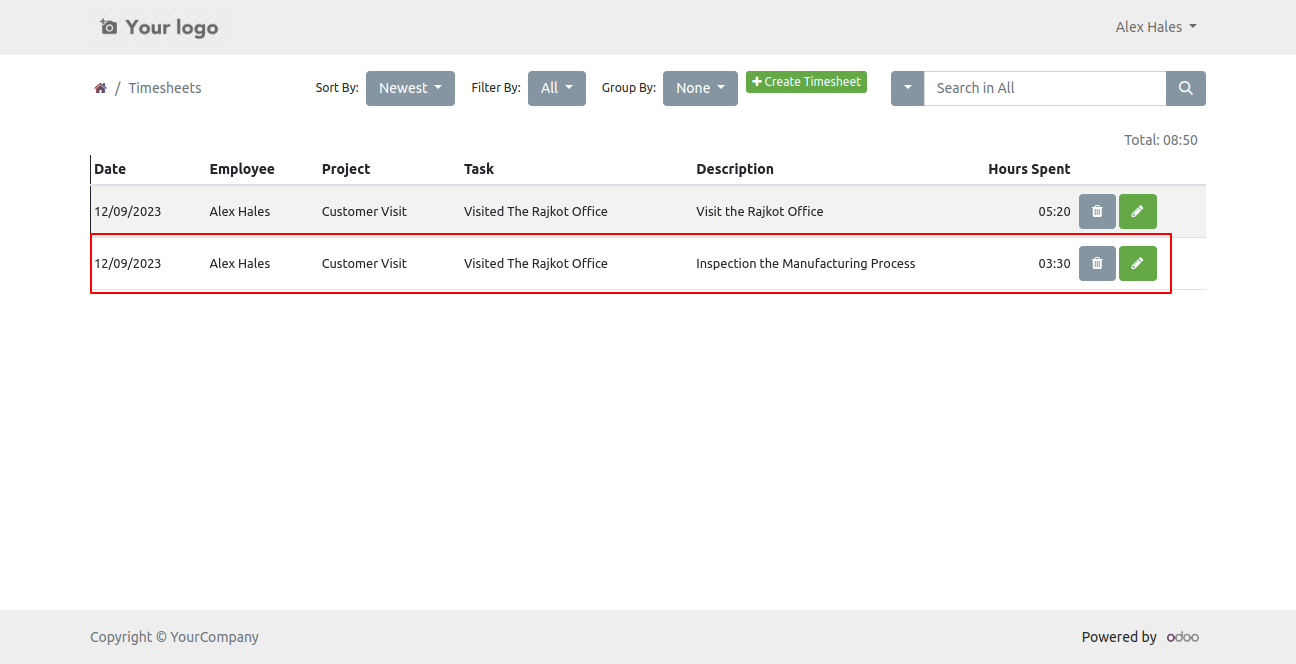 Your logo
Alex Hales
/ Timesheets
Sort By: Newest Filter By: All Group By: None Create Timesheet Search in All
Total: 08:50
Date Employee Project Task Description Hours Spent
12/09/2023 Alex Hales Customer Visit Visited The Rajkot Office Visit the Rajkot Office 05:20
12/09/2023 Alex Hales Customer Visit Visited The Rajkot Office Inspection the Manufacturing Process 03:30
Copyright © YourCompany
Powered by odoo